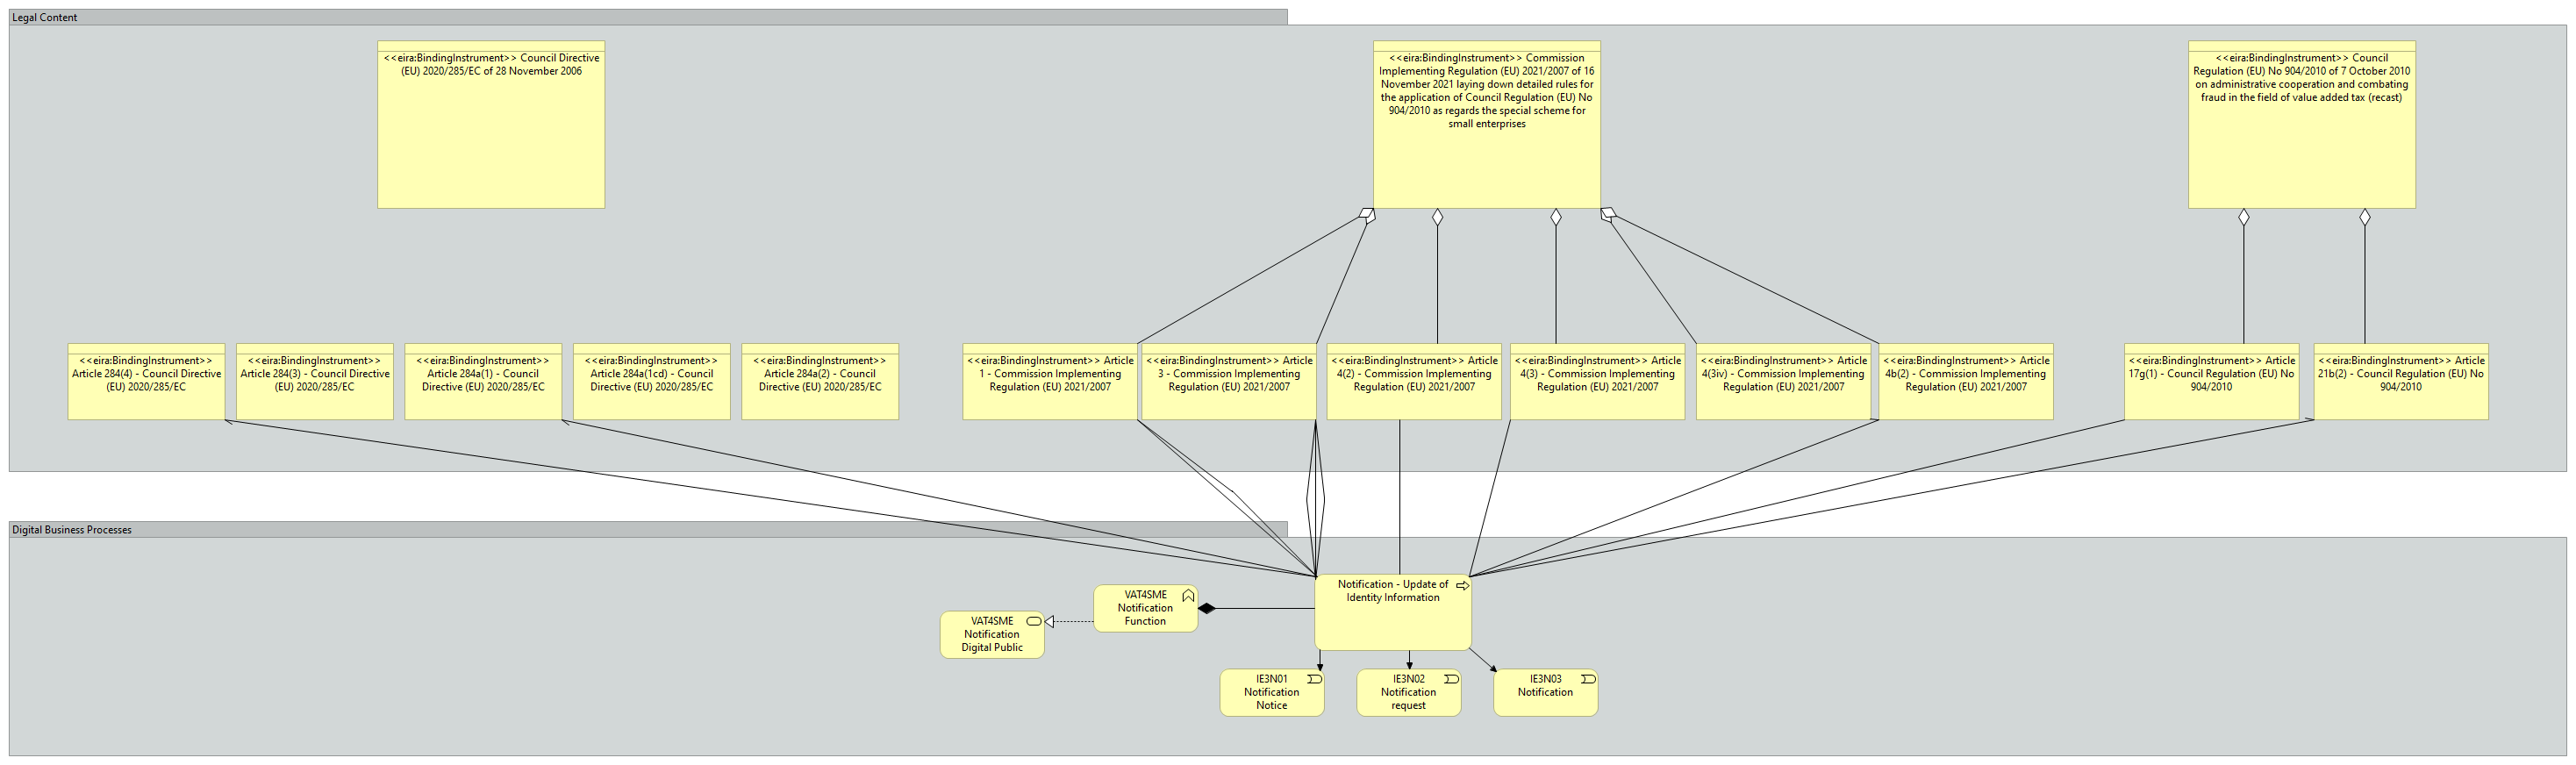 Legal Content
<<eira:BindingInstrument>> Council Directive
(EU) 2020/285/EC of 28 November 2006
<<eira:BindingInstrument>> Commission
Implementing Regulation (EU) 2021/2007 of 16
November 2021 laying down detailed rules for
the application of Council Regulation (EU) No
904/2010 as regards the special scheme for
small enterprises
<<eira:BindingInstrument>> Council
Regulation (EU) No 904/2010 of 7 October 2010
on administrative cooperation and combating
fraud in the field of value added tax (recast)
<<eira:BindingInstrument>>
Article 284(4) - Council Directive
(EU) 2020/285/EC
<<eira:BindingInstrument>>
Article 284(3) - Council Directive
(EU) 2020/285/EC
<<eira:BindingInstrument>>
Article 284a(1) - Council
Directive (EU) 2020/285/EC
<<eira:BindingInstrument>>
Article 284a(1cd) - Council
Directive (EU) 2020/285/EC
<<eira:BindingInstrument>>
Article 284a(2) - Council
Directive (EU) 2020/285/EC
<<eira:BindingInstrument>> Article
1 - Commission Implementing
Regulation (EU) 2021/2007
<<eira:BindingInstrument>> Article
3 - Commission Implementing
Regulation (EU) 2021/2007
<<eira:BindingInstrument>> Article
4(2) - Commission Implementing
Regulation (EU) 2021/2007
<<eira:BindingInstrument>> Article
4(3) - Commission Implementing
Regulation (EU) 2021/2007
<<eira:BindingInstrument>> Article
4(3iv) - Commission Implementing
Regulation (EU) 2021/2007
<<eira:BindingInstrument>> Article
4b(2) - Commission Implementing
Regulation (EU) 2021/2007
<<eira:BindingInstrument>> Article
17g(1) - Council Regulation (EU) No
904/2010
<<eira:BindingInstrument>> Article
21b(2) - Council Regulation (EU) No
904/2010
Digital Business Processes
Notification - Update of
Identity Information
VAT4SME
Notification
Function
VAT4SME
Notification
Digital Public
IE3N01
Notification
Notice
IE3N02
Notification
request
IE3N03
Notification